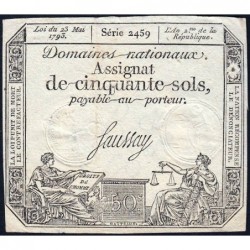 Loi du 23 Mai
1793.
Série 2459
L'an 2me. de la
République.
Domaines nationaux.
Assignat
de cinquante sols,
payable au porteur.
Saussay
LA LOI PUNIT DE MORT
LE CONTREFACTEUR.
LA NATION RÉCOMPENSE
LE DÉNONCIATEUR.
50